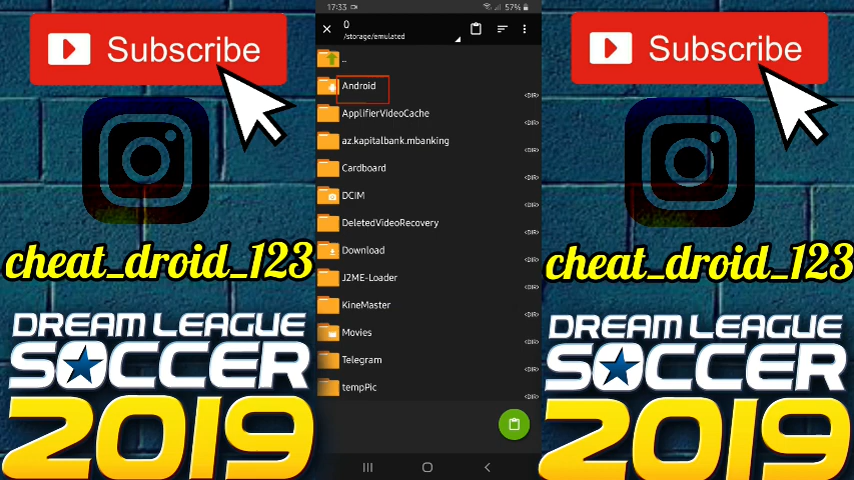 Subscribe
cheat_droid_123
DREAM LEAGUE
SOCCER
2019
17:33
57%
0
/storage/emulated
..
Android
<DIR>
ApplifierVideoCache
<DIR>
az.kapitalbank.mbanking
<DIR>
Cardboard
<DIR>
DCIM
<DIR>
DeletedVideoRecovery
<DIR>
Download
<DIR>
J2ME-Loader
<DIR>
KineMaster
<DIR>
Movies
<DIR>
Telegram
<DIR>
tempPic
<DIR>
Subscribe
cheat_droid_123
DREAM LEAGUE
SOCCER
2019